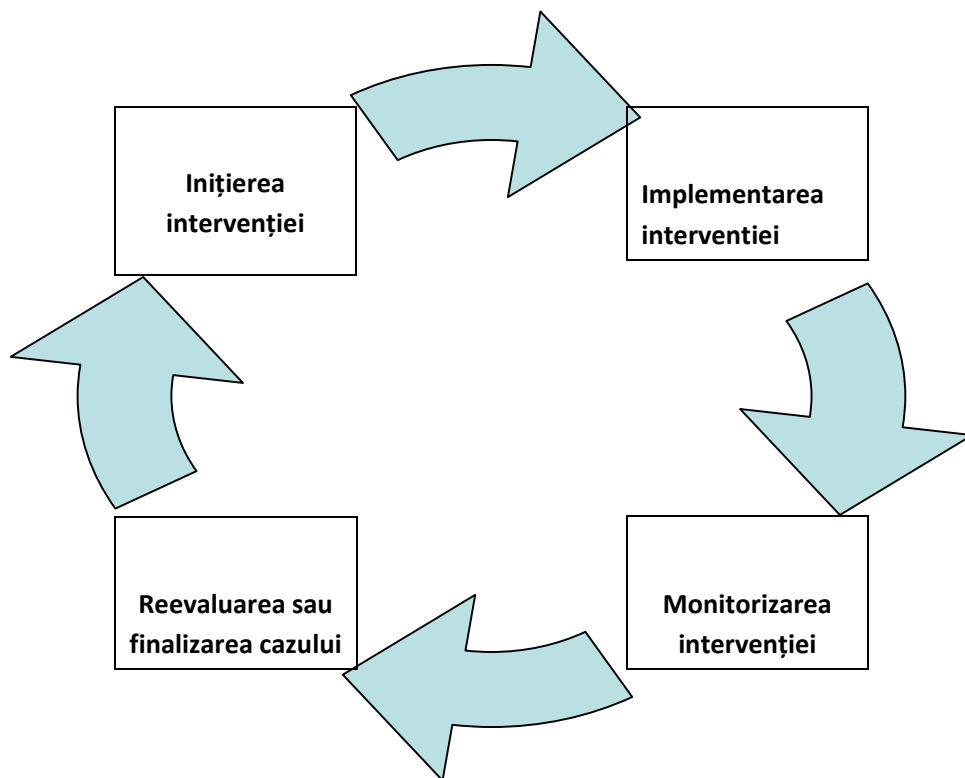 Inițierea
intervenției
Implementarea
interventiei
Reevaluarea sau
finalizarea cazului
Monitorizarea
intervenției